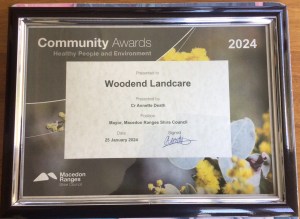 Community Awards
2024
Healthy People and Environment
Presented to
Woodend Landcare
Presented by
Cr Annette Death
Position
Mayor, Macedon Ranges Shire Council
Date
Signed
25 January 2024
Macedon
Ranges
Shire Council